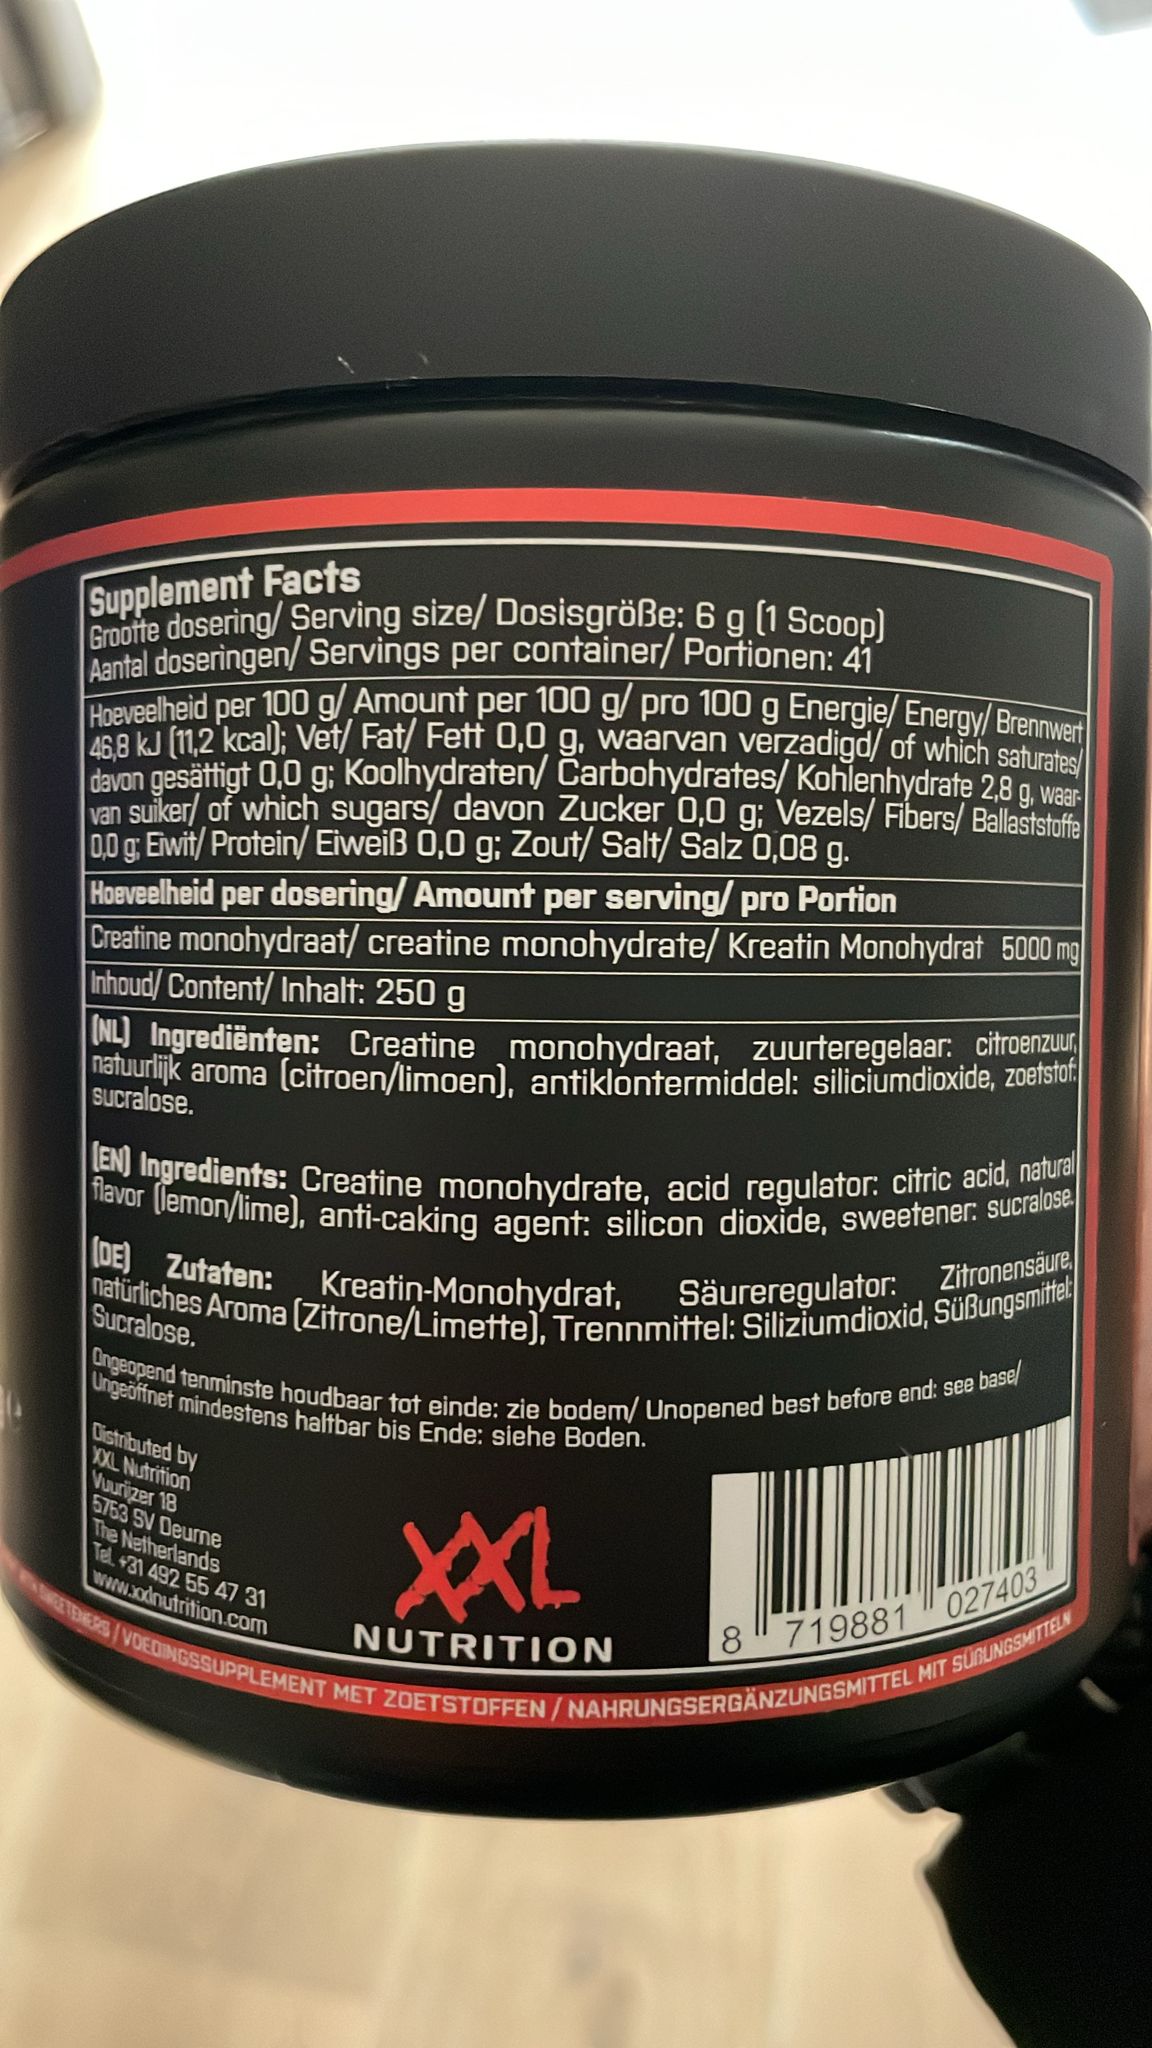 Supplement Facts
Grootte dosering/ Serving size/ Dosisgröße: 6 g (1 Scoop)
Aantal doseringen/ Servings per container/ Portionen: 41
Hoeveelheid per 100 g/ Amount per 100 g/ pro 100 g Energie/ Energy/ Brennwert
46,8 kJ (11,2 kcal); Vet/ Fat/ Fett 0,0 g, waarvan verzadigd/ of which saturates/
davon gesättigt 0,0 g; Koolhydraten/ Carbohydrates/ Kohlenhydrate 2,8 g, waar-
van suiker/ of which sugars/ davon Zucker 0,0 g; Vezels/ Fibers/ Ballaststoffe
0,0 g; Eiwit/ Protein/ Eiweiß 0,0 g; Zout/ Salt/ Salz 0,08 g.
Hoeveelheid per dosering/ Amount per serving/ pro Portion
Creatine monohydraat/ creatine monohydrate/ Kreatin Monohydrat 5000 mg
Inhoud/ Content/ Inhalt: 250 g
(NL) Ingrediënten: Creatine monohydraat, zuurteregelaar: citroenzuur,
natuurlijk aroma (citroen/limoen), antiklontermiddel: siliciumdioxide, zoetstof:
sucralose.
(EN) Ingredients: Creatine monohydrate, acid regulator: citric acid, natural
flavor (lemon/lime), anti-caking agent: silicon dioxide, sweetener: sucralose.
(DE) Zutaten: Kreatin-Monohydrat, Säureregulator: Zitronensäure,
natürliches Aroma (Zitrone/Limette), Trennmittel: Siliziumdioxid, Süßungsmittel:
Sucralose.
Ongeopend tenminste houdbaar tot einde: zie bodem/ Unopened best before end: see base/
Ungeöffnet mindestens haltbar bis Ende: siehe Boden.
Distributed by
XXL Nutrition
Vuurijzer 18
5753 SV Deurne
The Netherlands
Tel. +31 492 55 47 31
www.xxlnutrition.com
XXL
NUTRITION
8 719881 027403
SWEETENERS / VOEDINGSSUPPLEMENT MET ZOETSTOFFEN / NAHRUNGSERGÄNZUNGSMITTEL MIT SÜßUNGSMITTELN